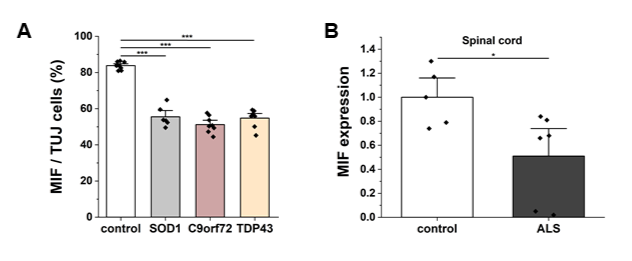 A
MIF / TUJ cells (%)
100
80
60
40
20
0
***
***
***
control SOD1 C9orf72 TDP43
B
Spinal cord
MIF expression
1.4
1.2
1.0
0.8
0.6
0.4
0.2
0.0
*
control ALS